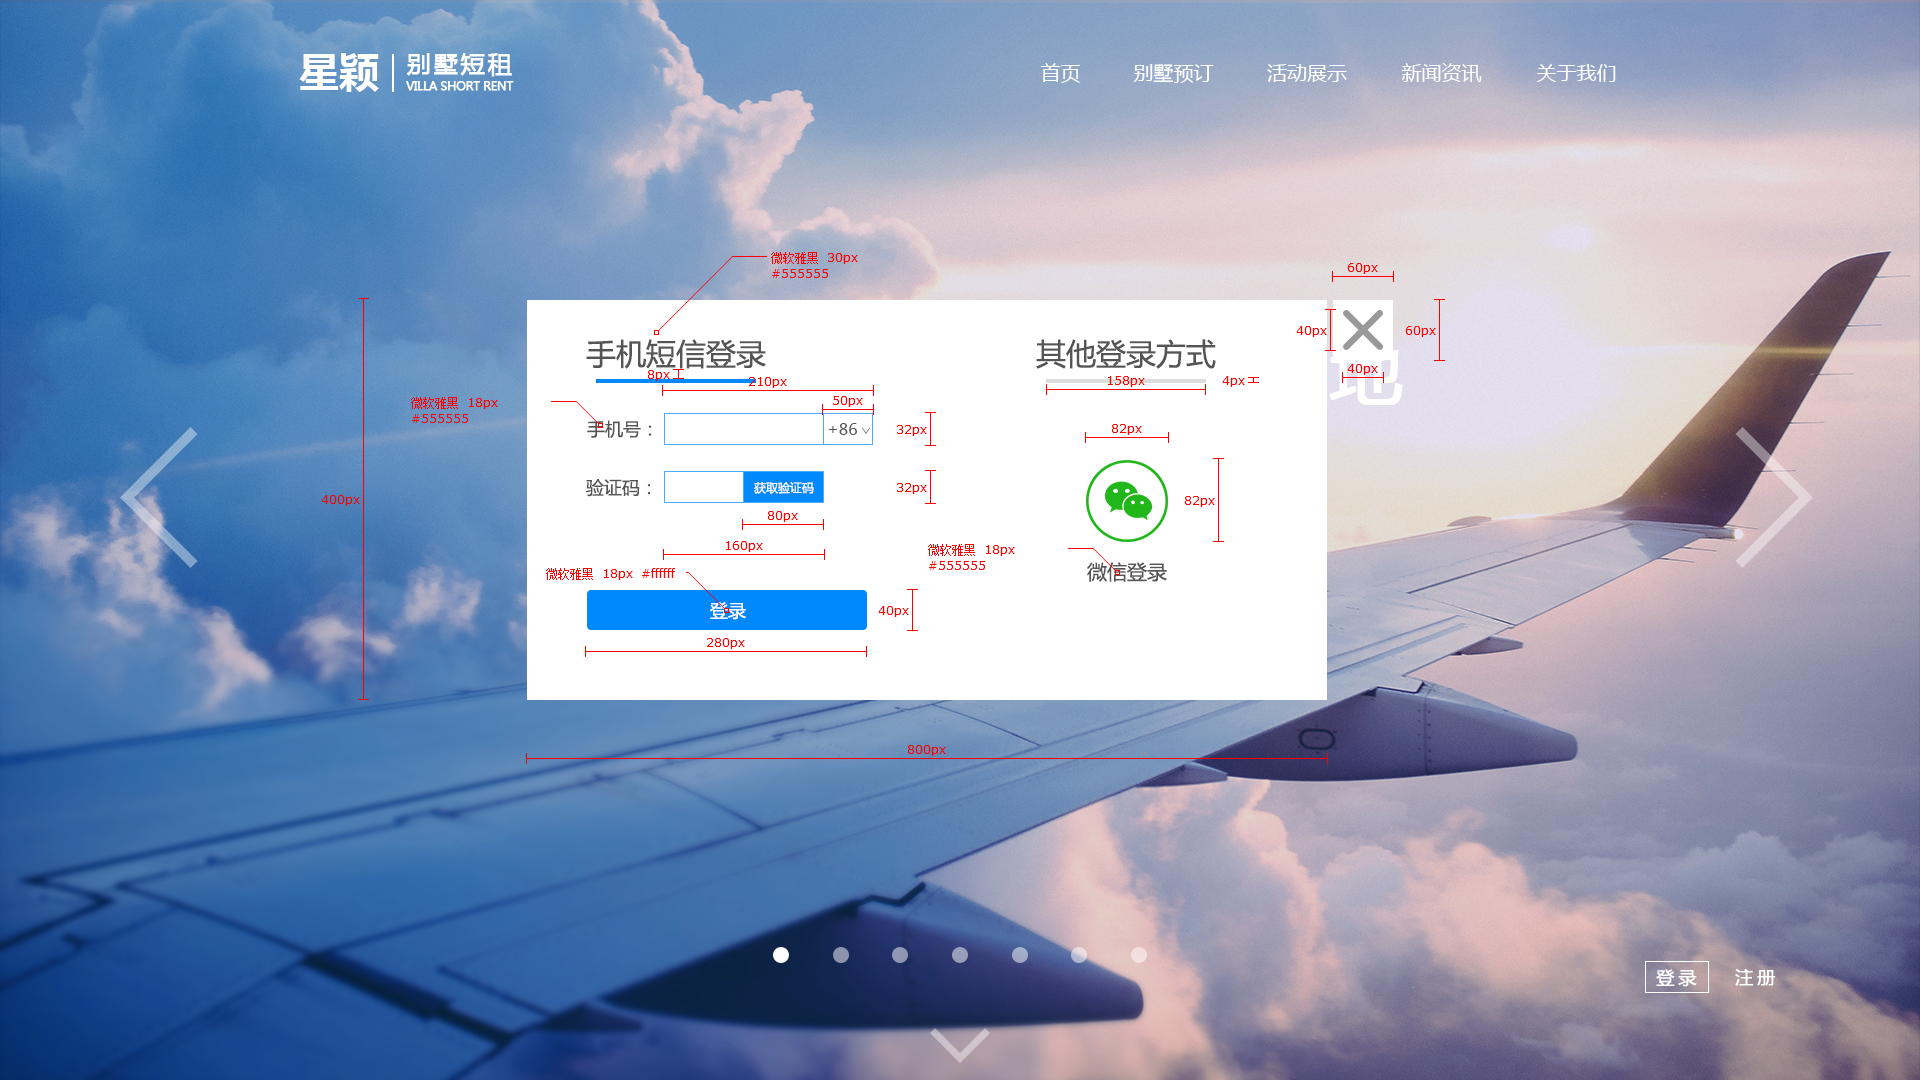 星颖
别墅短租
VILLA SHORT RENT
首页
别墅预订
活动展示
新闻资讯
关于我们
微软雅黑 30px
#555555
60px
40px
60px
40px
地
手机短信登录
8px
210px
其他登录方式
158px
4px
微软雅黑 18px
#555555
50px
手机号：
+86
32px
82px
验证码：
获取验证码
32px
82px
400px
80px
160px
微软雅黑 18px
#555555
微信登录
微软雅黑 18px #ffffff
登录
40px
280px
800px
登录
注册